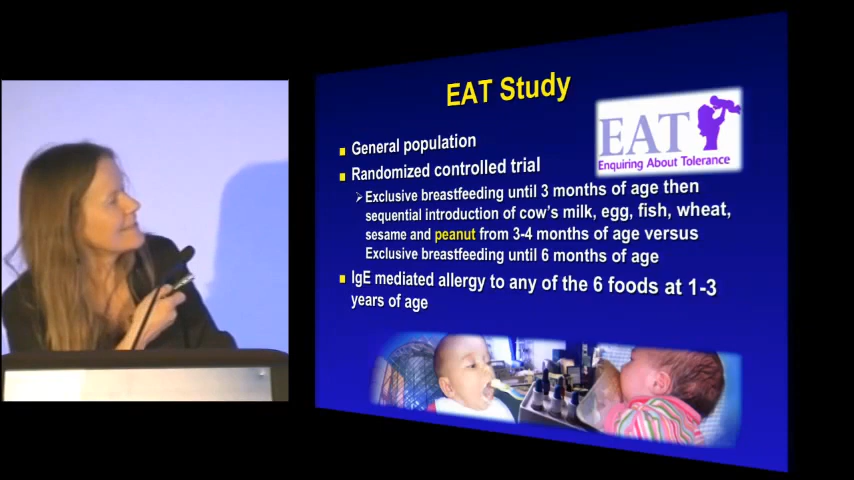 EAT Study
EAT
Enquiring About Tolerance
General population
Randomized controlled trial
Exclusive breastfeeding until 3 months of age then
sequential introduction of cow's milk, egg, fish, wheat,
sesame and peanut from 3-4 months of age versus
Exclusive breastfeeding until 6 months of age
IgE mediated allergy to any of the 6 foods at 1-3
years of age